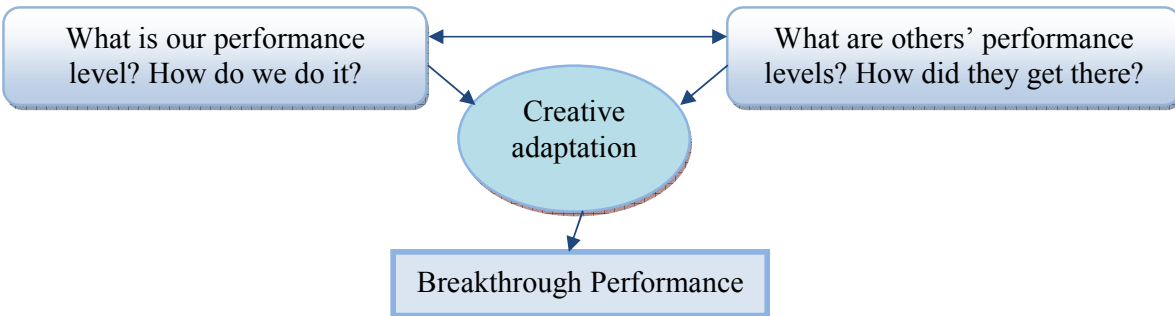 What is our performance
level? How do we do it?
What are others’ performance
levels? How did they get there?
Creative
adaptation
Breakthrough Performance